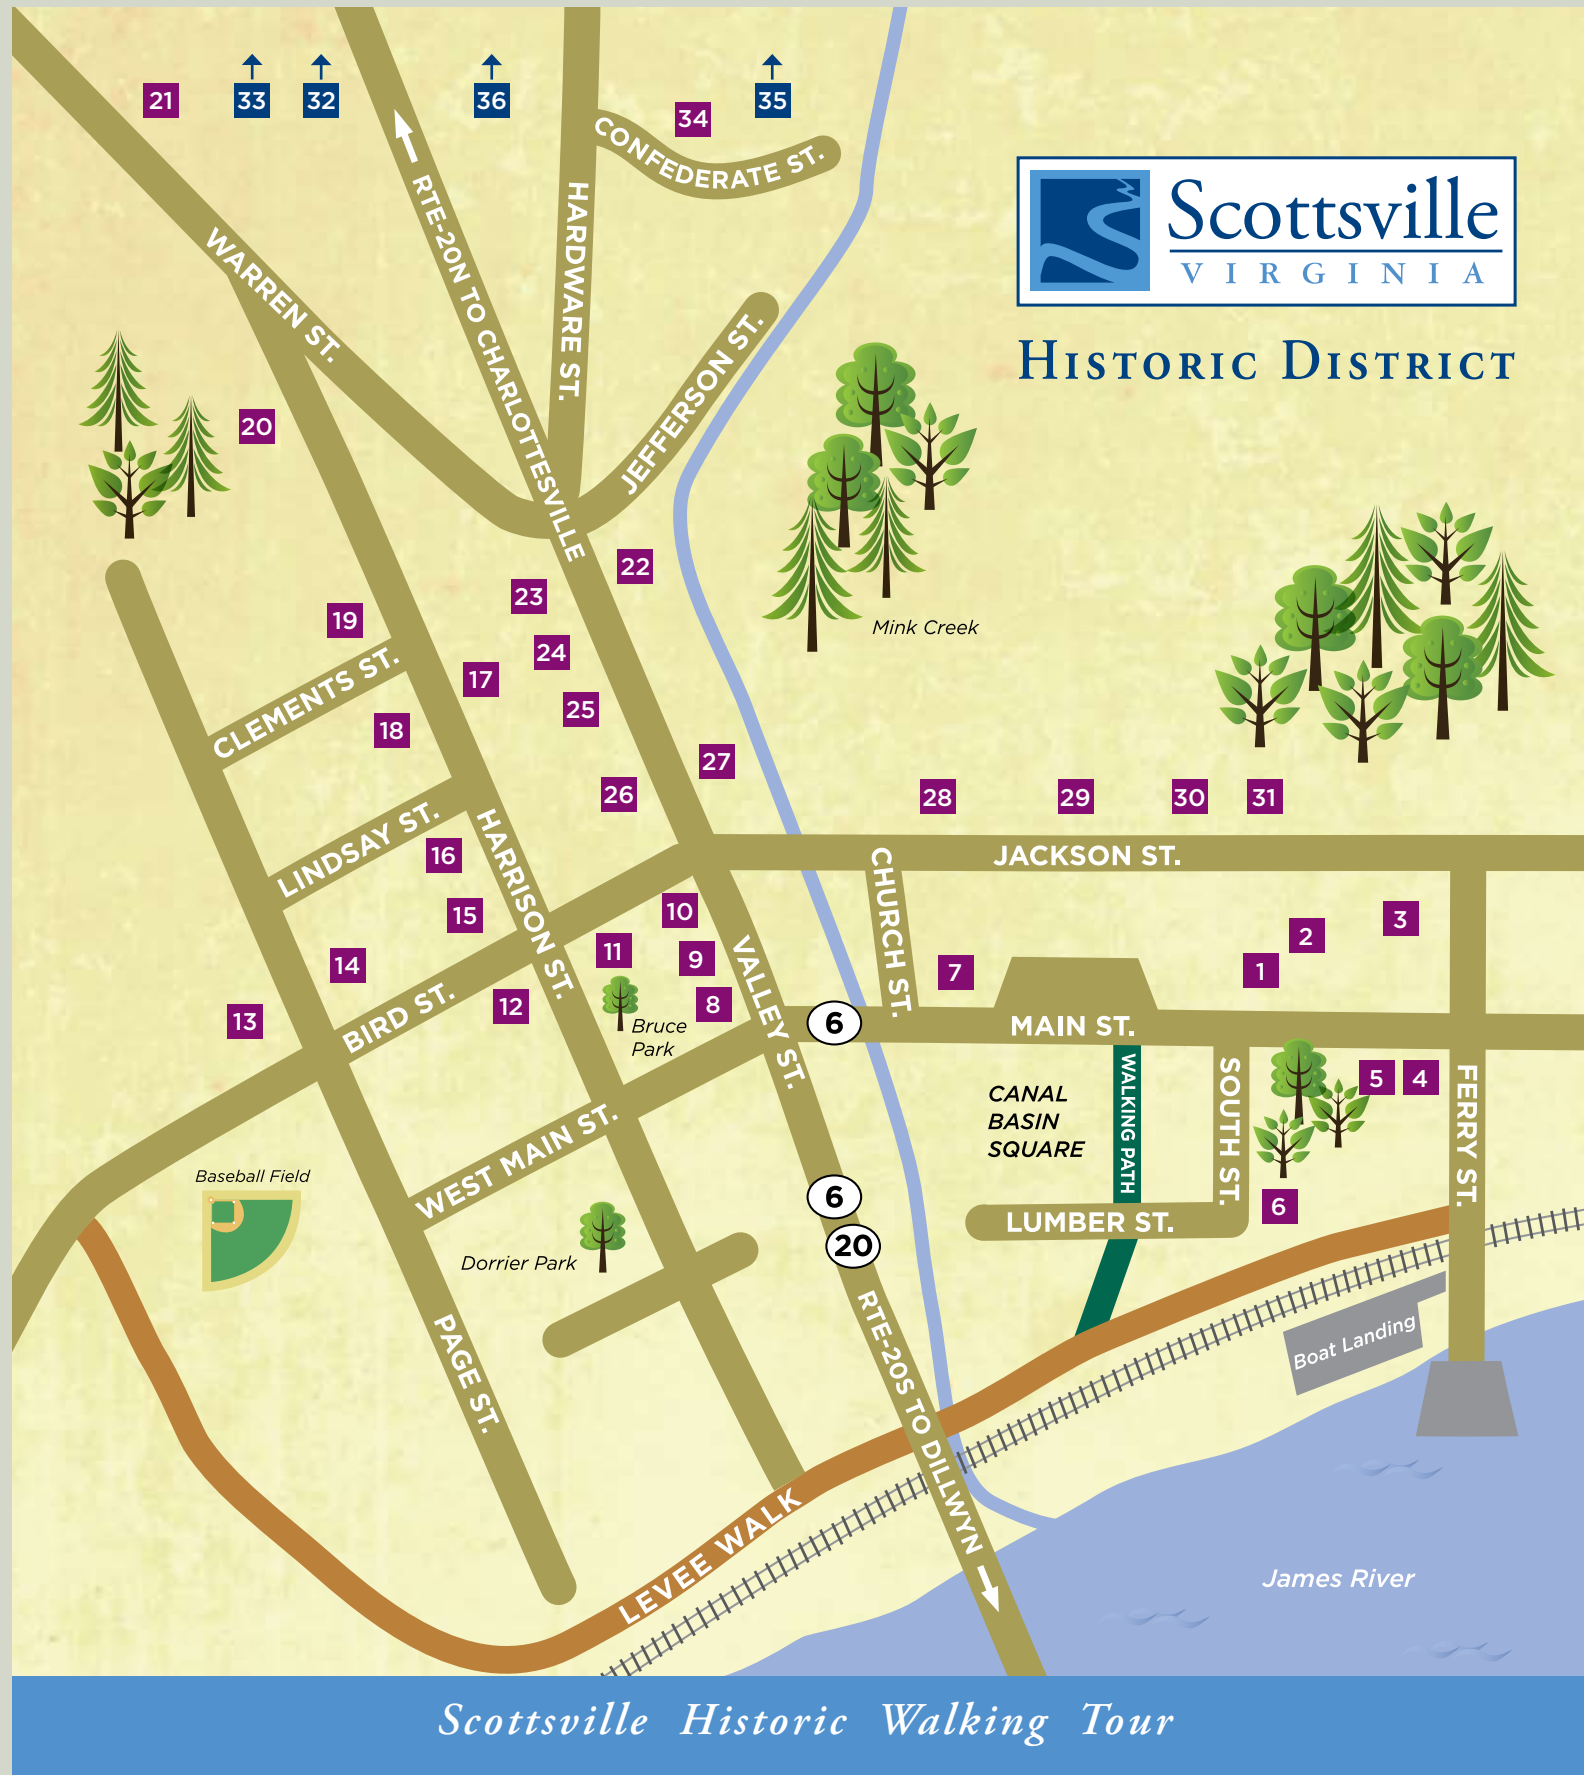 21
33
32
36
34
35
CONFEDERATE ST.
Scottsville
VIRGINIA
HISTORIC DISTRICT
RTE-20N TO CHARLOTTESVILLE
HARDWARE ST.
WARREN ST.
JEFFERSON ST.
20
22
23
19
Mink Creek
24
17
CLEMENTS ST.
25
18
27
26
28
29
30
31
LINDSAY ST.
HARRISON ST.
16
JACKSON ST.
CHURCH ST.
15
10
3
2
11
9
14
7
1
VALLEY ST.
8
12
13
BIRD ST.
Bruce
Park
6
MAIN ST.
WALKING PATH
SOUTH ST.
5
4
FERRY ST.
CANAL
BASIN
SQUARE
WEST MAIN ST.
Baseball Field
6
6
LUMBER ST.
20
Dorrier Park
RTE-20S TO DILLWYN
PAGE ST.
Boat Landing
LEVEE WALK
James River
Scottsville Historic Walking Tour